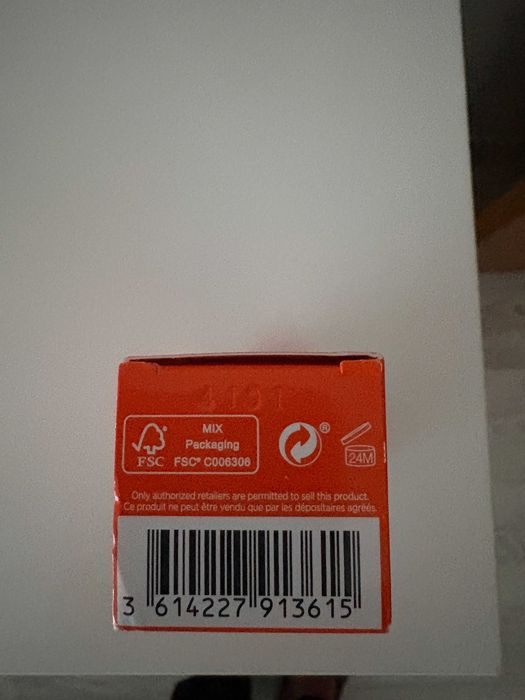 4191
MIX
Packaging
FSC FSC® C006306
®
24M
Only authorized retailers are permitted to sell this product.
Ce produit ne peut être vendu que par les dépositaires agréés.
3 614227 913615